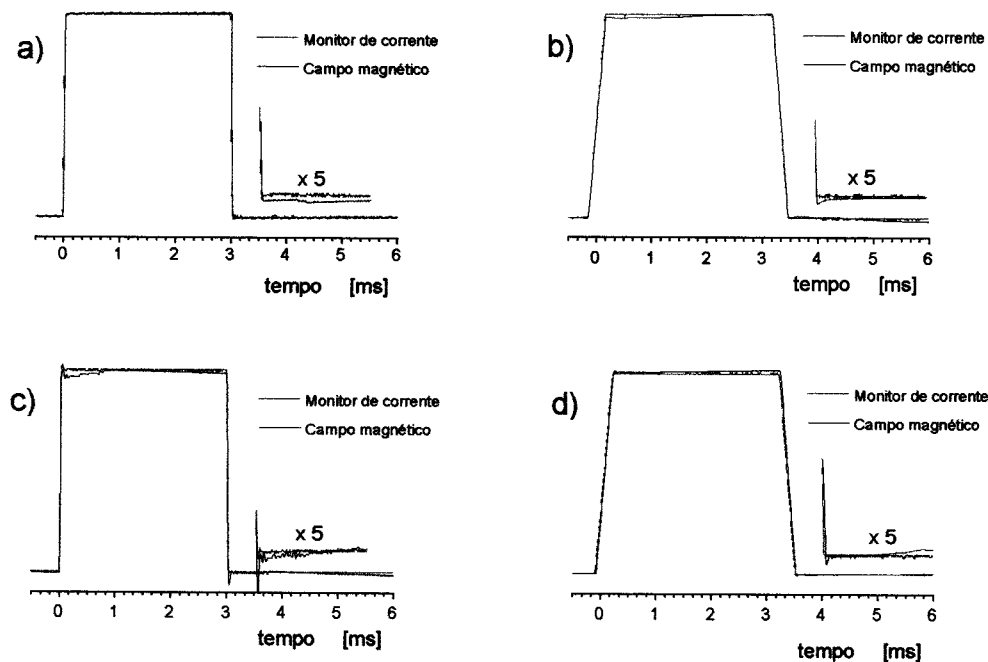 a)
Monitor de corrente
Campo magnético
x 5
0 1 2 3 4 5 6
tempo [ms]
b)
Monitor de corrente
Campo magnético
x 5
0 1 2 3 4 5 6
tempo [ms]
c)
Monitor de corrente
Campo magnético
x 5
0 1 2 3 4 5 6
tempo [ms]
d)
Monitor de corrente
Campo magnético
x 5
0 1 2 3 4 5 6
tempo [ms]